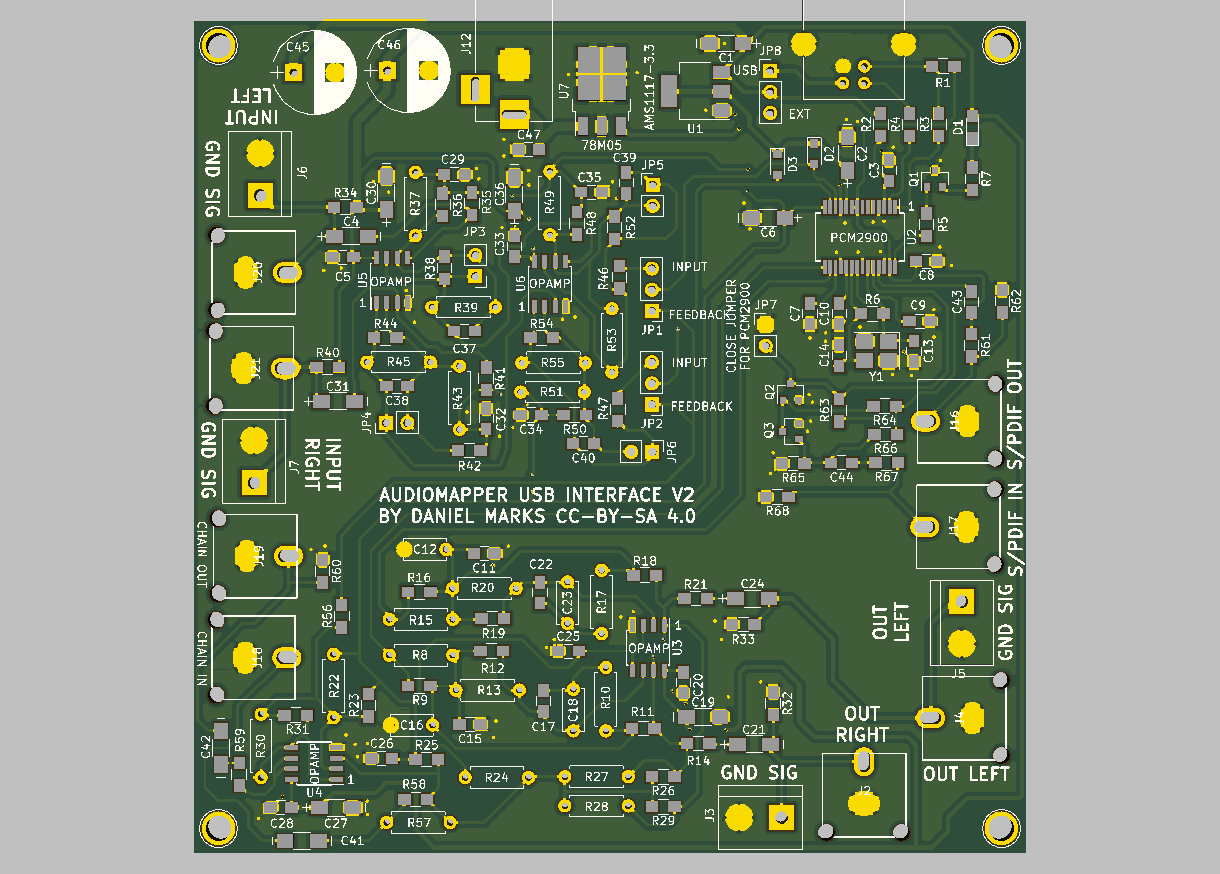 C45
C46
J12
U7
AMS1117-3.3
C1
USB
JP8
EXT
U1
78M05
R1
INPUT
LEFT
GND SIG
J6
C47
C39
C29
C30
R34
R37
R36
R35
C36
R49
C35
R48
R52
JP5
D3
D2
C2
R2
R4
R3
D1
C3
Q1
R7
1
C4
C5
C33
JP3
R38
U5
OPAMP
1
U6
OPAMP
1
R46
C6
PCM2900
U2
R5
C8
J20
R39
R44
C37
R54
R53
INPUT
FEEDBACK
JP1
CLOSE JUMPER
FOR PCM2900
JP7
C7
C10
R6
C9
C43
R62
R61
C14
C13
Y1
J21
R40
C31
R45
C38
JP4
R43
R41
C32
R42
R55
R51
C34
R50
C40
R47
INPUT
FEEDBACK
JP2
JP6
Q2
Q3
R63
R64
R66
R67
R65
C44
R68
J16
S/PDIF OUT
GND SIG
J7
INPUT
RIGHT
AUDIOMAPPER USB INTERFACE V2
BY DANIEL MARKS CC-BY-SA 4.0
J17
S/PDIF IN
CHAIN OUT
J19
R60
R56
C12
C11
R16
R20
R15
R19
R8
R12
R9
R13
C22
C23
R17
R18
C25
OPAMP
1
U3
R21
C24
R33
OUT
LEFT
GND SIG
J5
CHAIN IN
J18
R22
R23
C16
C15
C17
C18
R10
R11
C20
C19
R14
C21
R32
J4
OUT LEFT
C42
R59
R30
R31
OPAMP
1
U4
C26
R25
R24
R27
R26
R28
R29
R58
R57
C28
C27
C41
OUT
RIGHT
GND SIG
J3
J2